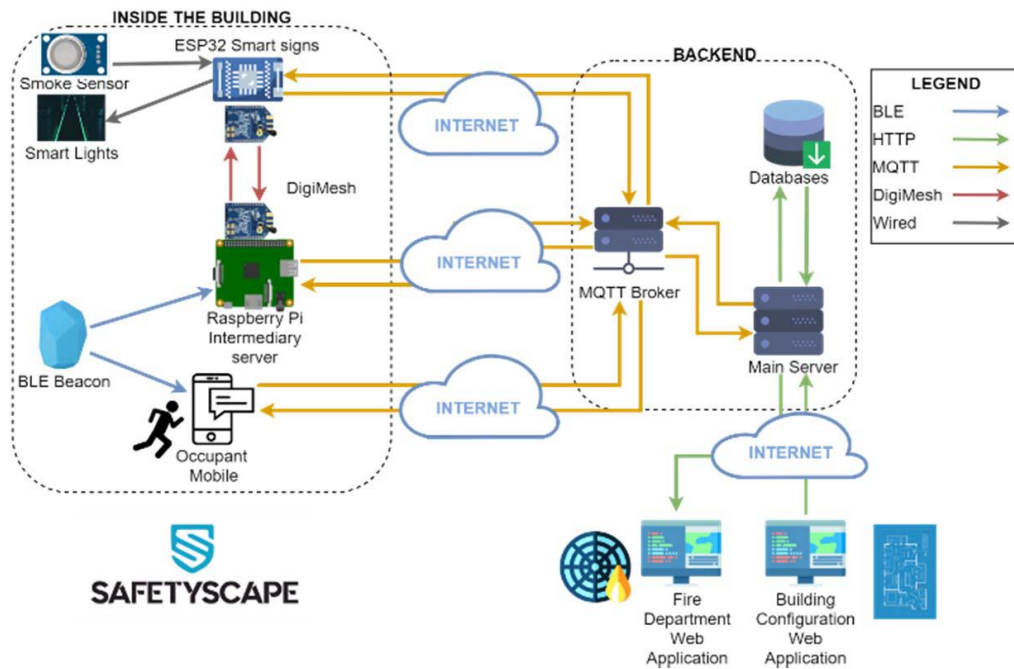 INSIDE THE BUILDING
ESP32 Smart signs
Smoke Sensor
Smart Lights
DigiMesh
Raspberry Pi
Intermediary
server
BLE Beacon
Occupant
Mobile
INTERNET
INTERNET
INTERNET
BACKEND
Databases
MQTT Broker
Main Server
INTERNET
LEGEND
BLE
HTTP
MQTT
DigiMesh
Wired
SAFETYSCAPE
Fire
Department
Web
Application
Building
Configuration
Web
Application